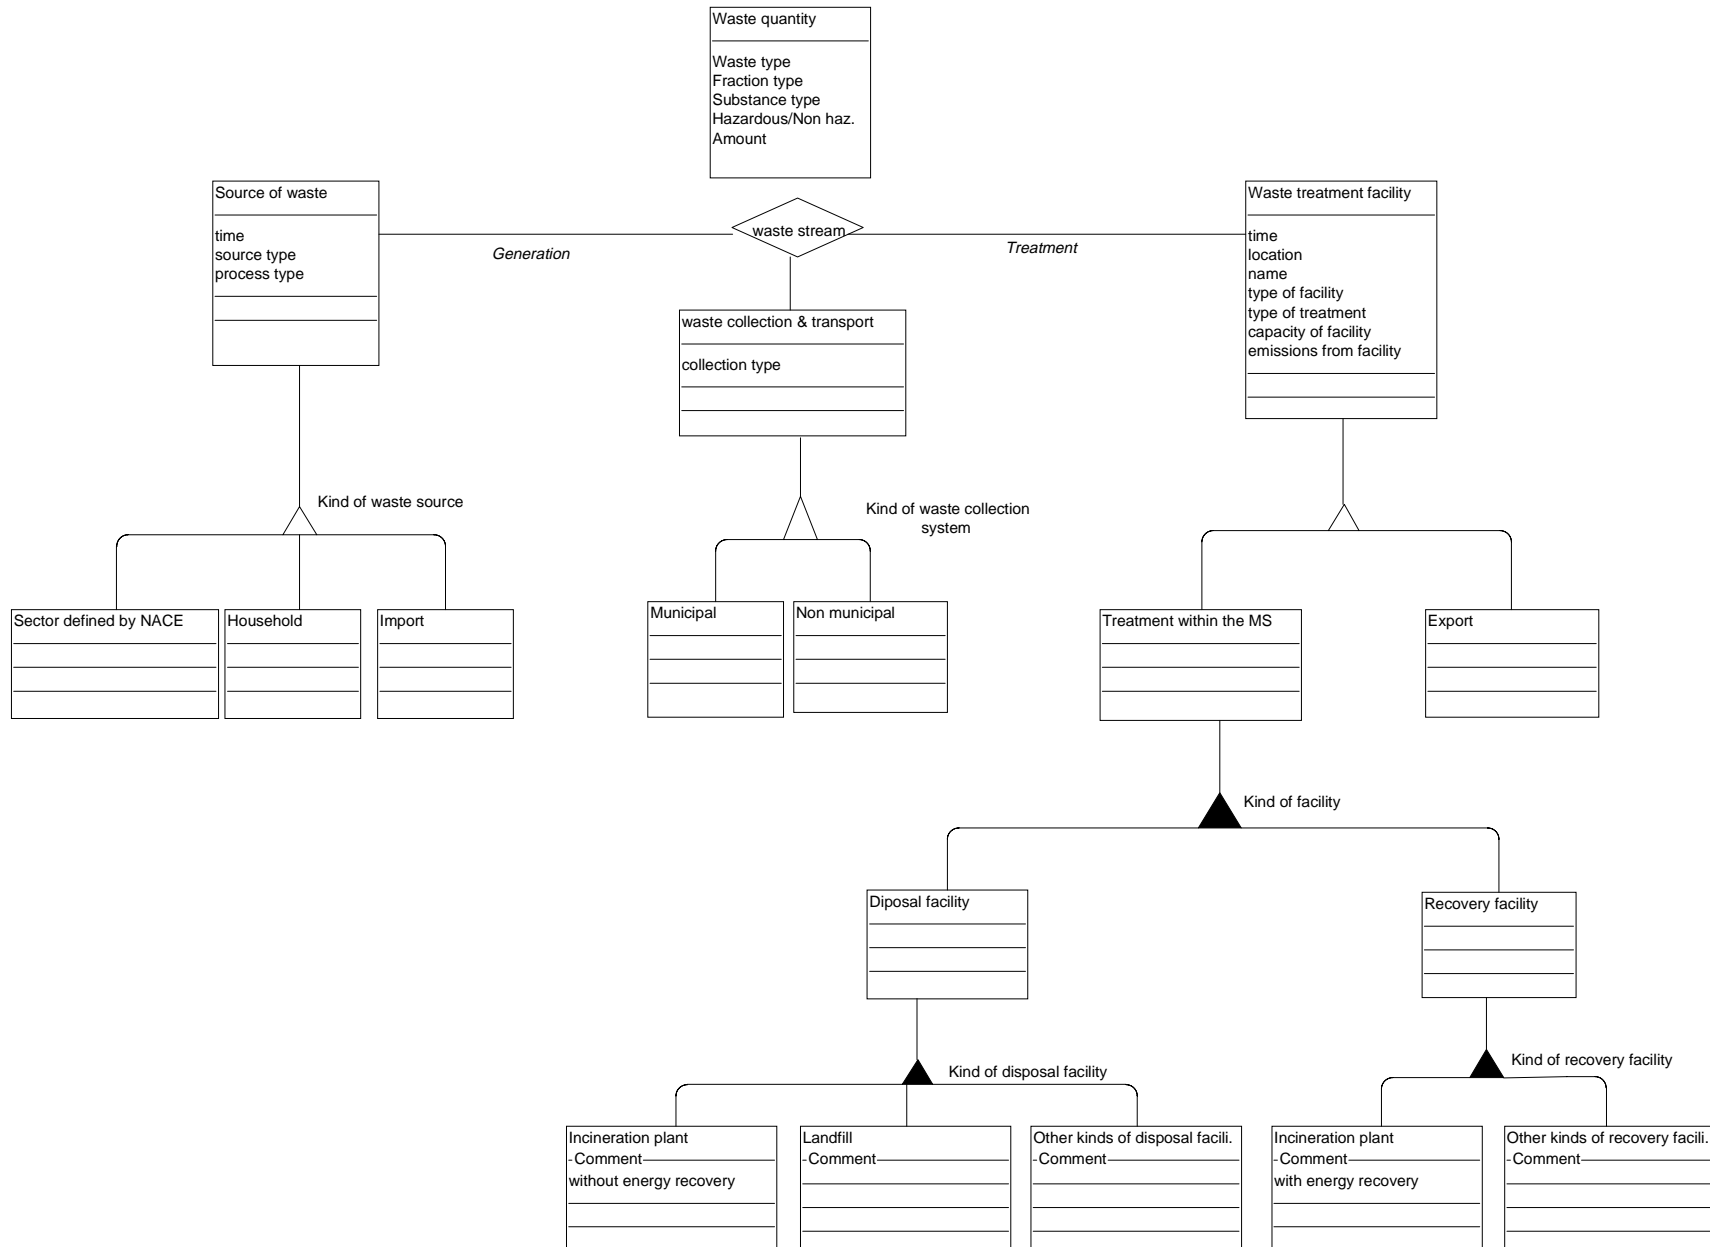 Waste quantity
Waste type
Fraction type
Substance type
Hazardous/Non haz.
Amount
Source of waste
time
source type
process type
waste stream
Generation
Treatment
Waste treatment facility
time
location
name
type of facility
type of treatment
capacity of facility
emissions from facility
waste collection & transport
collection type
Kind of waste source
Kind of waste collection
system
Sector defined by NACE
Household
Import
Municipal
Non municipal
Treatment within the MS
Export
Kind of facility
Diposal facility
Recovery facility
Kind of disposal facility
Kind of recovery facility
Incineration plant
Comment
without energy recovery
Landfill
Comment
Other kinds of disposal facili.
Comment
Incineration plant
Comment
with energy recovery
Other kinds of recovery facili.
Comment